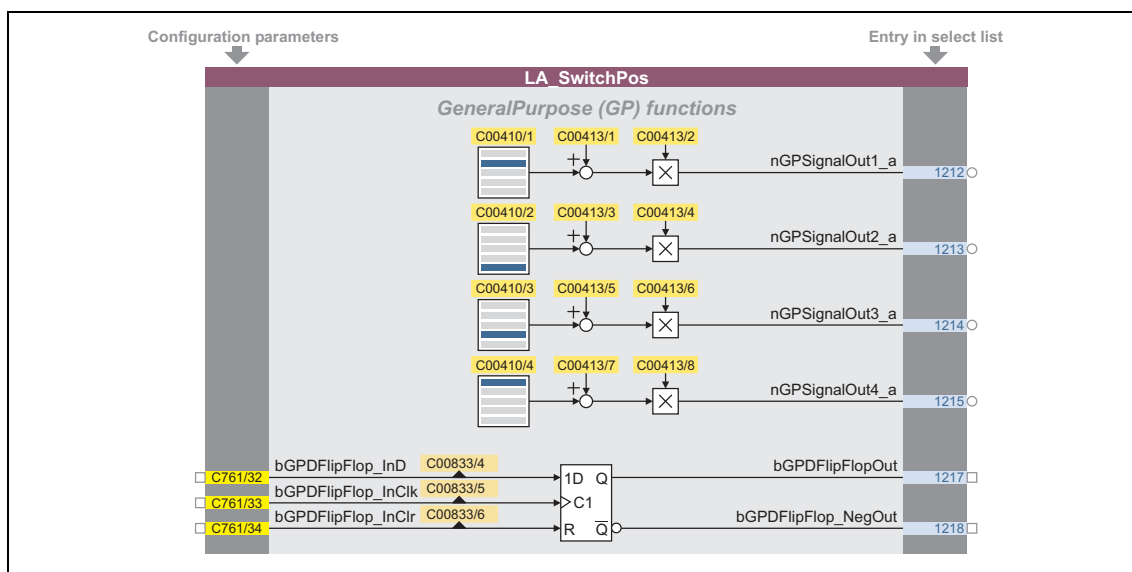 Configuration parameters Entry in select list
LA_SwitchPos
GeneralPurpose (GP) functions
C00410/1 C00413/1 C00413/2
+ × nGPSignalOut1_a 1212
C00410/2 C00413/3 C00413/4
+ × nGPSignalOut2_a 1213
C00410/3 C00413/5 C00413/6
+ × nGPSignalOut3_a 1214
C00410/4 C00413/7 C00413/8
+ × nGPSignalOut4_a 1215
bGPDFlipFlop_InD C00833/4 bGPDFlipFlopOut
C761/32 1D Q 1217
bGPDFlipFlop_InClk C00833/5
C761/33 C1
bGPDFlipFlop_InClr C00833/6 bGPDFlipFlop_NegOut
C761/34 R Q̅ 1218